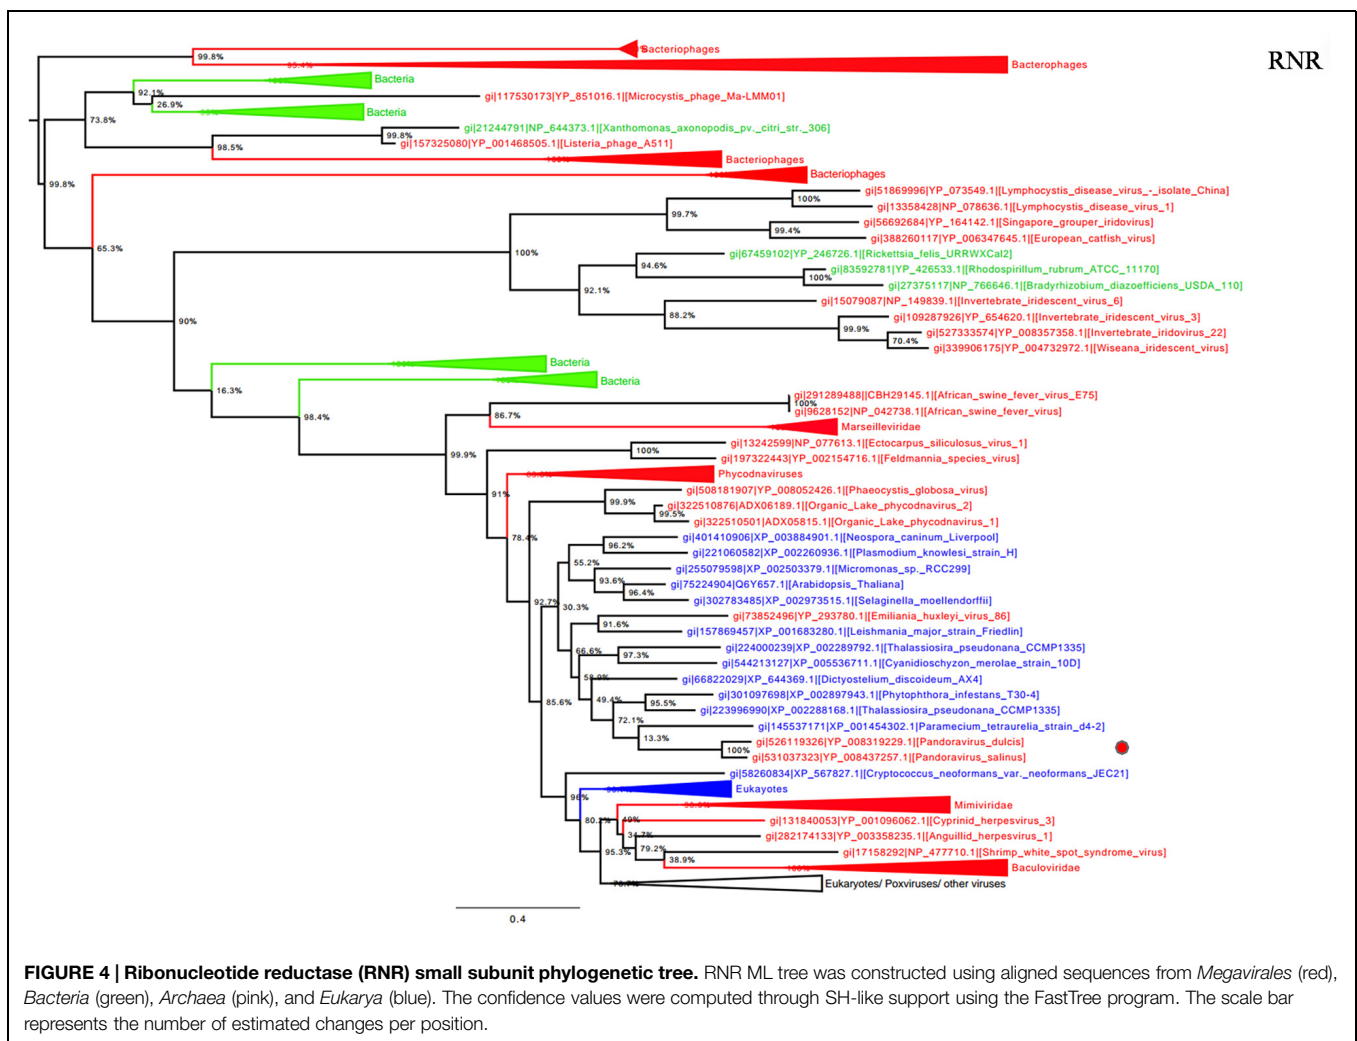 RNR
99.8%
Bacteriophages
Bacterophages
Bacteria
92.1%
26.9%
gi|117530173|YP_851016.1|[Microcystis_phage_Ma-LMM01]
Bacteria
73.8%
gi|21244791|NP_644373.1|[Xanthomonas_axonopodis_pv._citri_str._306]
99.8%
gi|157325080|YP_001468505.1|[Listeria_phage_A511]
98.5%
Bacteriophages
Bacteriophages
99.8%
gi|51869996|YP_073549.1|[Lymphocystis_disease_virus_-_isolate_China]
100%
gi|13358428|NP_078636.1|[Lymphocystis_disease_virus_1]
99.7%
gi|56692684|YP_164142.1|[Singapore_grouper_iridovirus]
99.4%
gi|388260117|YP_006347645.1|[European_catfish_virus]
65.3%
100%
gi|67459102|YP_246726.1|[Rickettsia_felis_URRWXCal2]
94.6%
gi|83592781|YP_426533.1|[Rhodospirillum_rubrum_ATCC_11170]
100%
gi|27375117|NP_766646.1|[Bradyrhizobium_diazoefficiens_USDA_110]
92.1%
gi|15079087|NP_149839.1|[Invertebrate_iridescent_virus_6]
88.2%
gi|109287926|YP_654620.1|[Invertebrate_iridescent_virus_3]
99.9%
gi|527333574|YP_008357358.1|[Invertebrate_iridovirus_22]
70.4%
gi|339906175|YP_004732972.1|[Wiseana_iridescent_virus]
90%
Bacteria
Bacteria
16.3%
98.4%
gi|291289488||CBH29145.1|[African_swine_fever_virus_E75]
100%
gi|9628152|NP_042738.1|[African_swine_fever_virus]
86.7%
Marseilleviridae
99.9%
gi|13242599|NP_077613.1|[Ectocarpus_siliculosus_virus_1]
100%
gi|197322443|YP_002154716.1|[Feldmannia_species_virus]
91%
Phycodnaviruses
gi|508181907|YP_008052426.1|[Phaeocystis_globosa_virus]
99.9%
gi|322510876|ADX06189.1|[Organic_Lake_phycodnavirus_2]
99.5%
gi|322510501|ADX05815.1|[Organic_Lake_phycodnavirus_1]
78.4%
gi|401410906|XP_003884901.1|[Neospora_caninum_Liverpool]
96.2%
gi|221060582|XP_002260936.1|[Plasmodium_knowlesi_strain_H]
55.2%
gi|255079598|XP_002503379.1|[Micromonas_sp._RCC299]
93.6%
gi|75224904|Q6Y657.1|[Arabidopsis_Thaliana]
96.4%
gi|302783485|XP_002973515.1|[Selaginella_moellendorffii]
92.7%
30.3%
gi|73852496|YP_293780.1|[Emiliania_huxleyi_virus_86]
91.6%
gi|157869457|XP_001683280.1|[Leishmania_major_strain_Friedlin]
66.6%
gi|224000239|XP_002289792.1|[Thalassiosira_pseudonana_CCMP1335]
97.3%
gi|544213127|XP_005536711.1|[Cyanidioschyzon_merolae_strain_10D]
gi|66822029|XP_644369.1|[Dictyostelium_discoideum_AX4]
49.4%
gi|301097698|XP_002897943.1|[Phytophthora_infestans_T30-4]
95.5%
gi|223996990|XP_002288168.1|[Thalassiosira_pseudonana_CCMP1335]
85.6%
72.1%
gi|145537171|XP_001454302.1|Paramecium_tetraurelia_strain_d4-2]
13.3%
gi|526119326|YP_008319229.1|[Pandoravirus_dulcis]
100%
gi|531037323|YP_008437257.1|[Pandoravirus_salinus]
gi|58260834|XP_567827.1|[Cryptococcus_neoformans_var._neoformans_JEC21]
96%
Eukayotes
Mimiviridae
49%
gi|131840053|YP_001096062.1|[Cyprinid_herpesvirus_3]
gi|282174133|YP_003358235.1|[Anguillid_herpesvirus_1]
79.2%
95.3%
gi|17158292|NP_477710.1|[Shrimp_white_spot_syndrome_virus]
38.9%
Baculoviridae
Eukaryotes/ Poxviruses/ other viruses
0.4
FIGURE 4 | Ribonucleotide reductase (RNR) small subunit phylogenetic tree. RNR ML tree was constructed using aligned sequences from Megavirales (red),
Bacteria (green), Archaea (pink), and Eukarya (blue). The confidence values were computed through SH-like support using the FastTree program. The scale bar
represents the number of estimated changes per position.